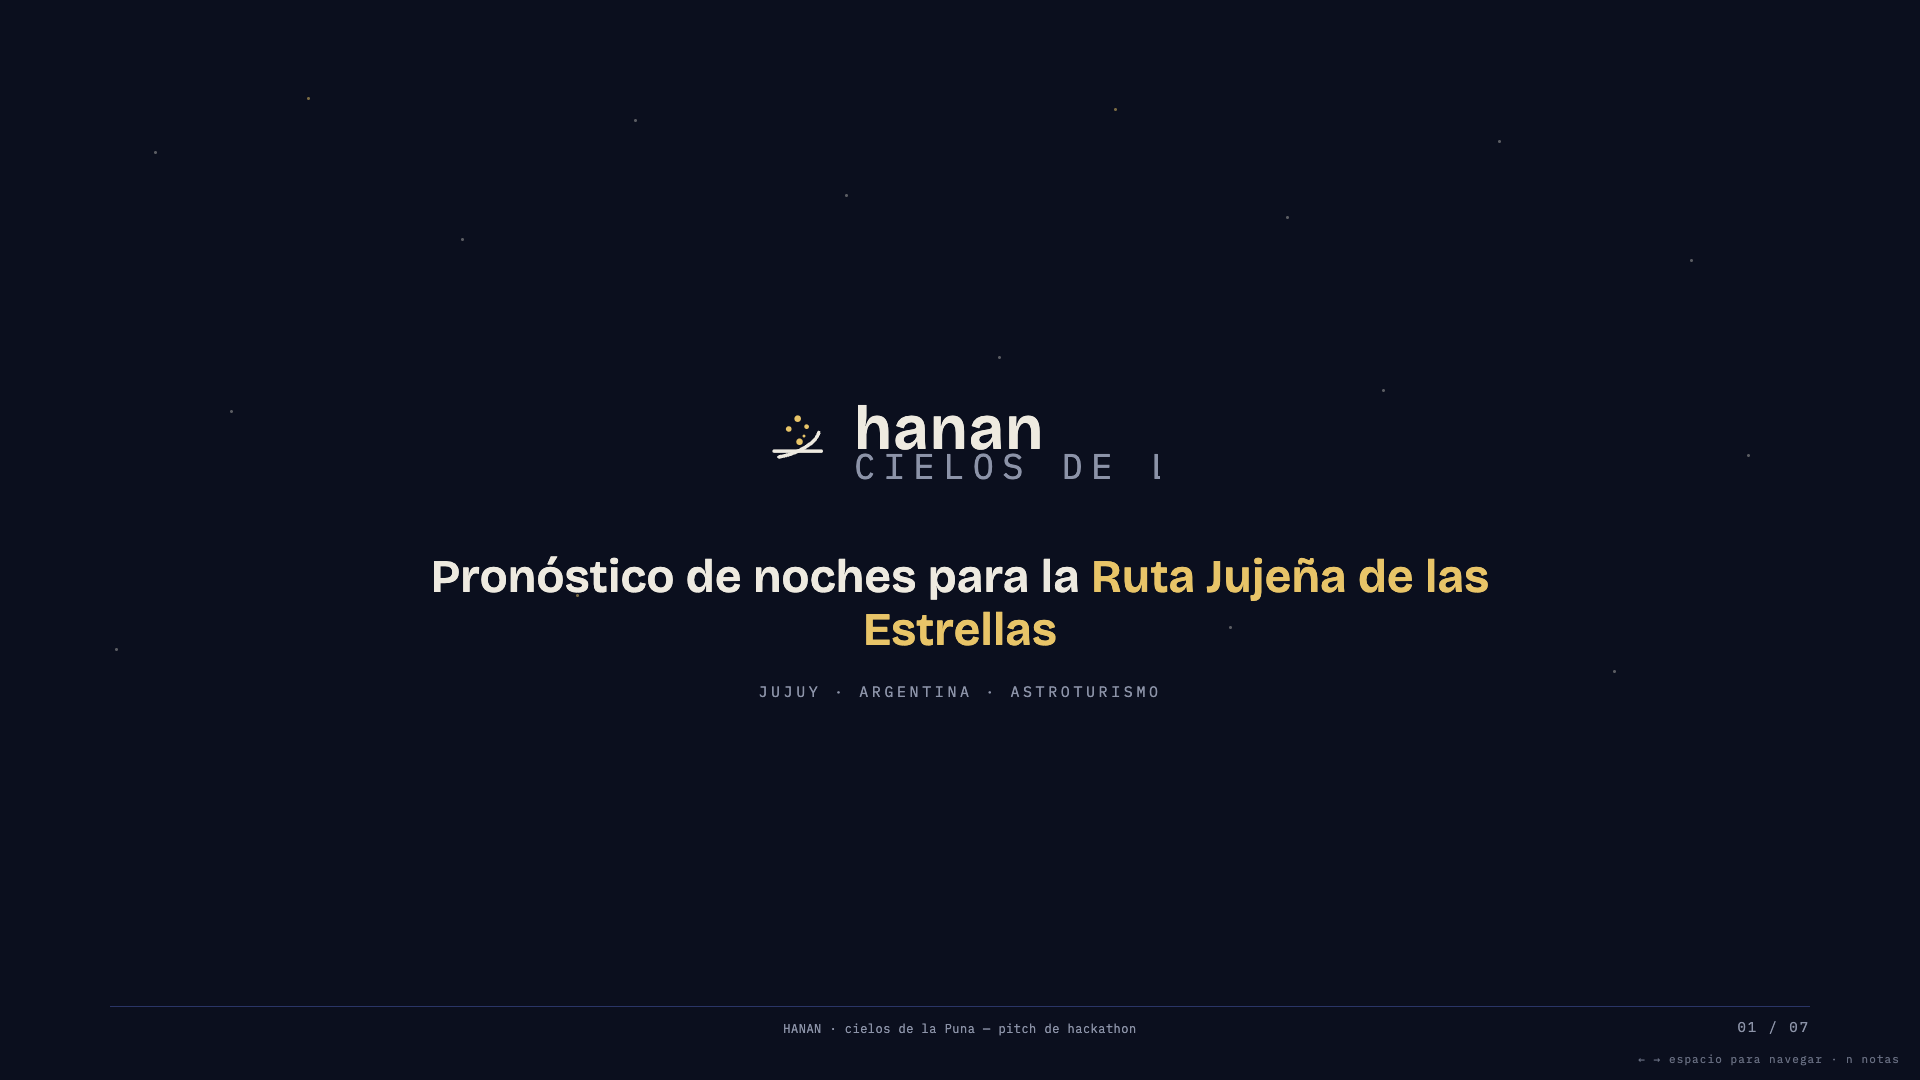 hanan
CIELOS DE
Pronóstico de noches para la Ruta Jujeña de las
Estrellas
JUJUY · ARGENTINA · ASTROTURISMO
HANAN · cielos de la Puna — pitch de hackathon
01 / 07
← → espacio para navegar · n notas